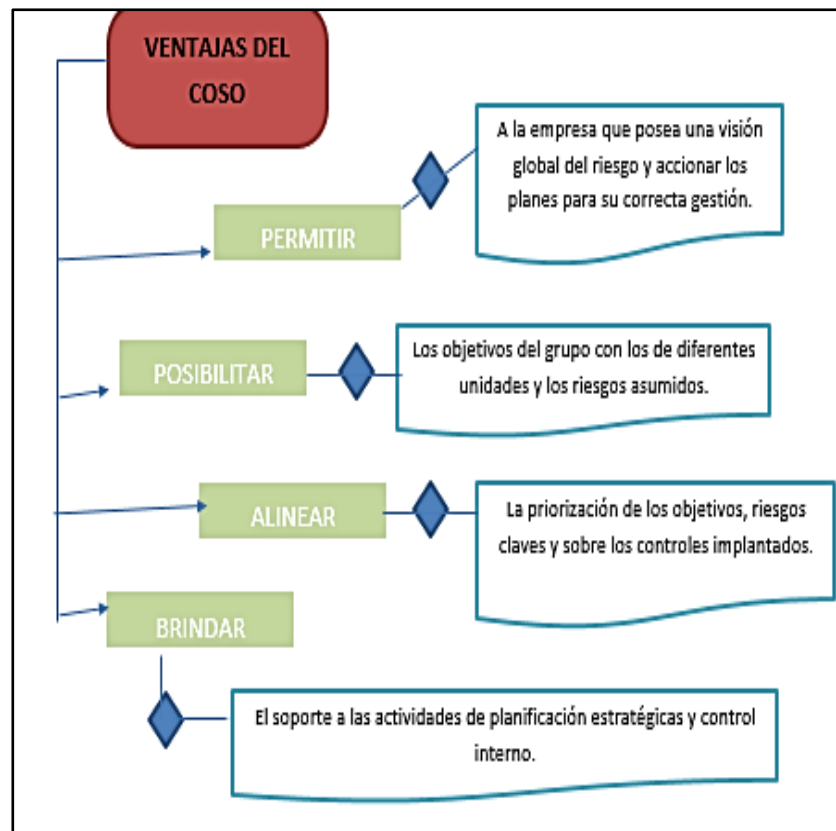 VENTAJAS DEL
COSO
A la empresa que posea una visión
global del riesgo y accionar los
planes para su correcta gestión.
PERMITIR
Los objetivos del grupo con los de diferentes
unidades y los riesgos asumidos.
POSIBILITAR
La priorización de los objetivos, riesgos
claves y sobre los controles implantados.
ALINEAR
BRINDAR
El soporte a las actividades de planificación estratégicas y control
interno.